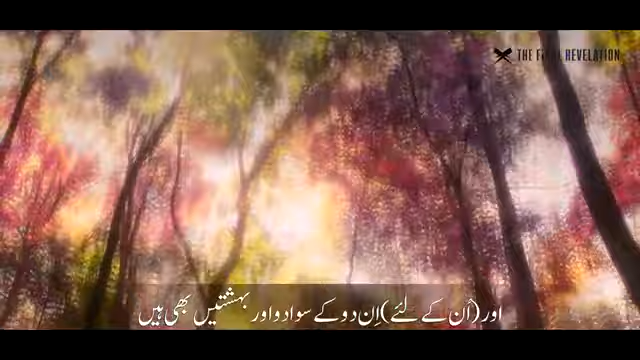 THE FINAL REVELATION
اور (اُن کے لئے) اِن دو کے سوا دو اور بہشتیں بھی ہیں